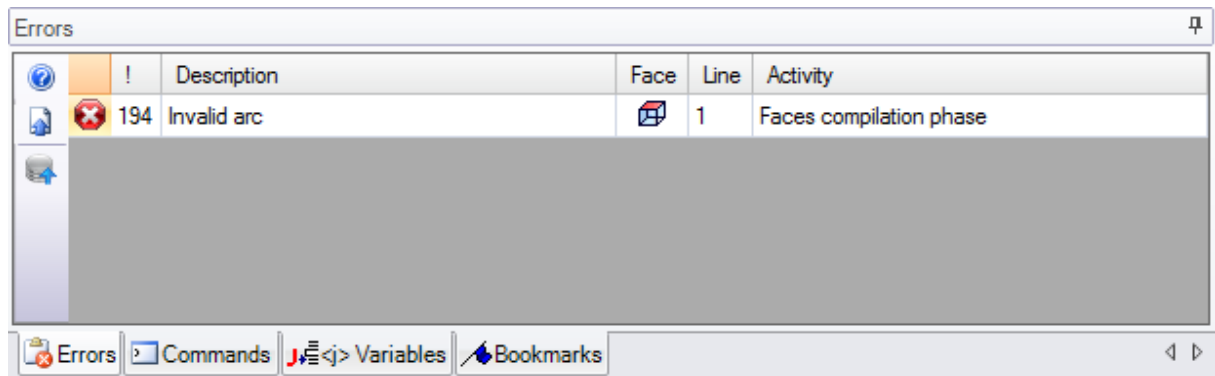 Errors
! Description Face Line Activity
194 Invalid arc 1 Faces compilation phase
Errors Commands J <j> Variables Bookmarks